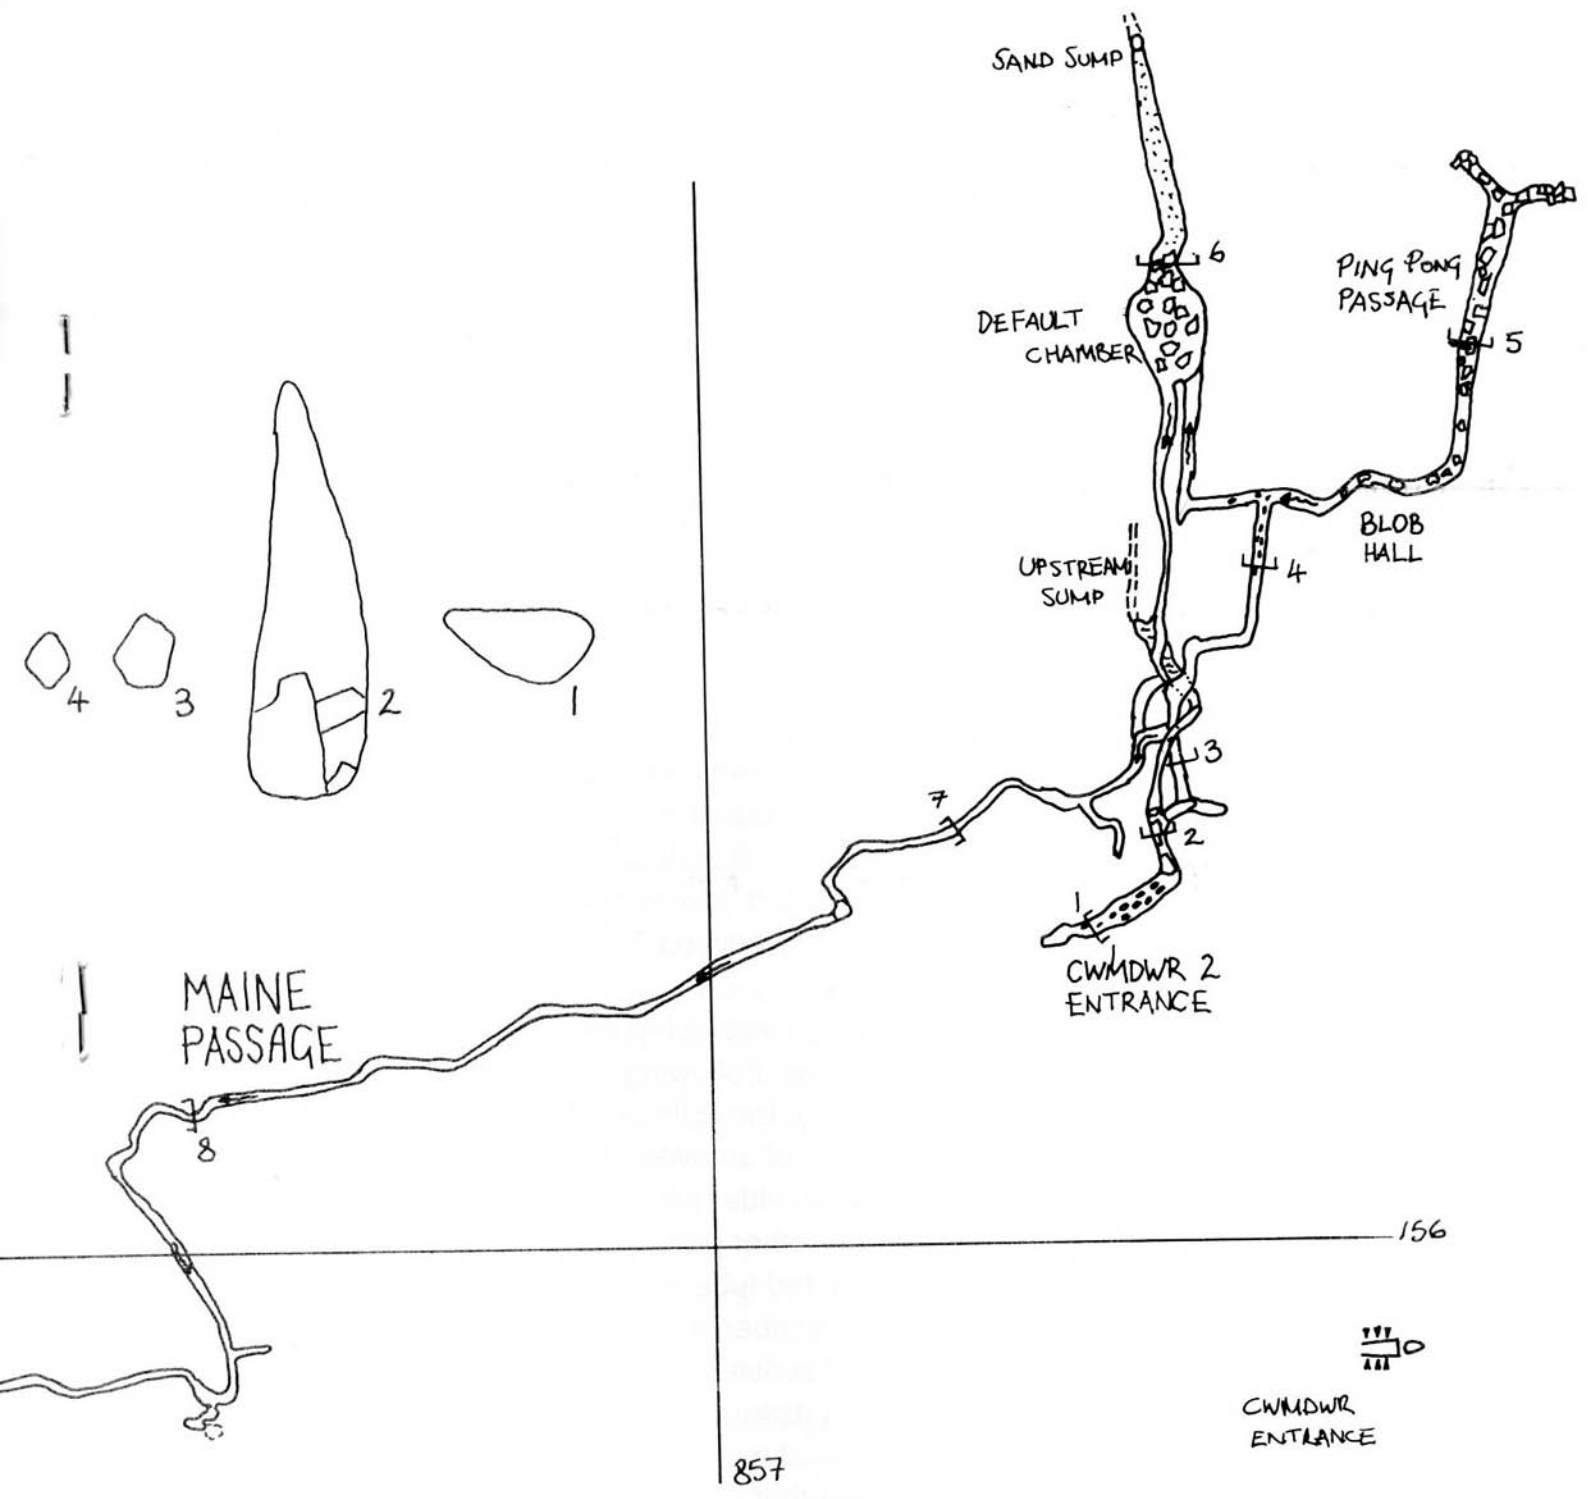 SAND SUMP
6
PING PONG
PASSAGE
DEFAULT
CHAMBER
5
BLOB
HALL
UPSTREAM
SUMP
4
4
3
2
1
3
7
2
1
CWMDWR 2
ENTRANCE
MAINE
PASSAGE
8
156
CWMDWR
ENTRANCE
857